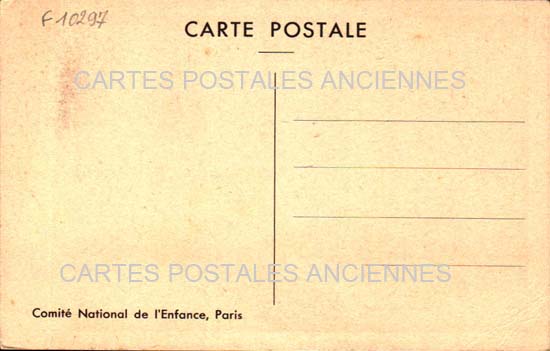 F10297
CARTE POSTALE
CARTES POSTALES ANCIENNES
CARTES POSTALES ANCIENNES
Comité National de l'Enfance, Paris